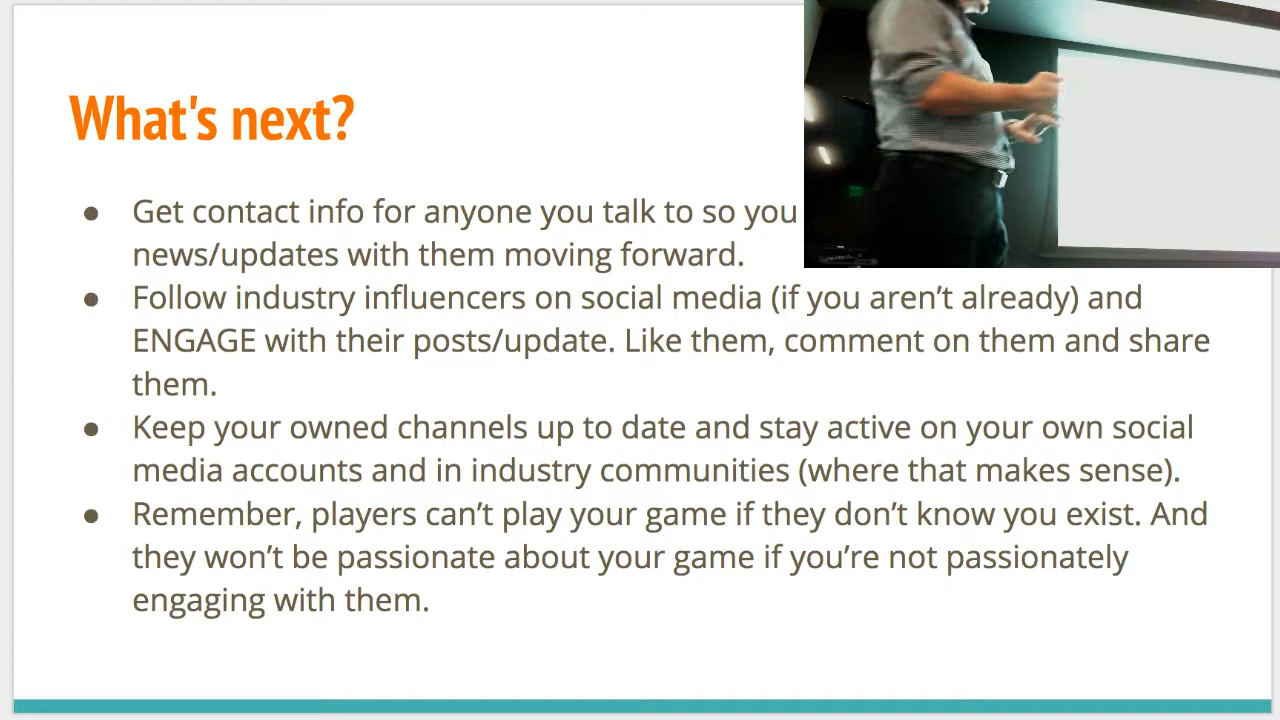 What's next?
● Get contact info for anyone you talk to so you
news/updates with them moving forward.
● Follow industry influencers on social media (if you aren’t already) and
ENGAGE with their posts/update. Like them, comment on them and share
them.
● Keep your owned channels up to date and stay active on your own social
media accounts and in industry communities (where that makes sense).
● Remember, players can’t play your game if they don’t know you exist. And
they won’t be passionate about your game if you’re not passionately
engaging with them.